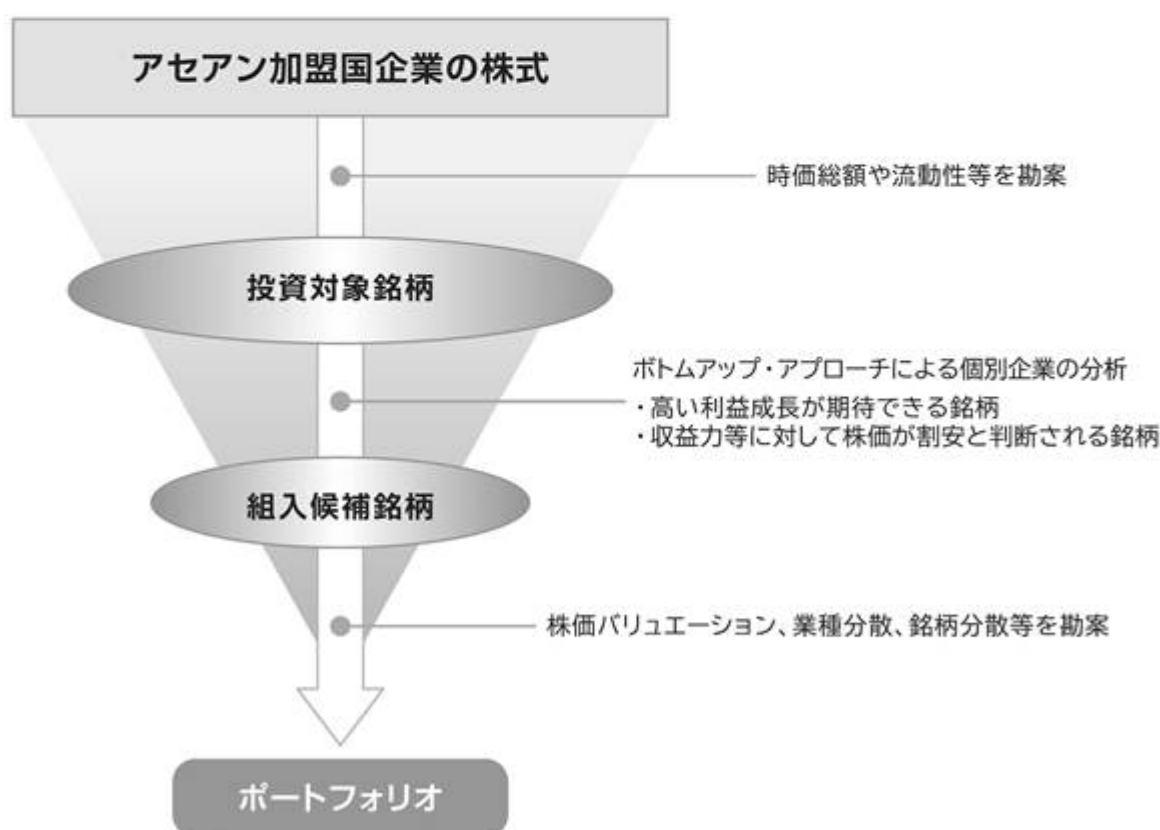 アセアン加盟国企業の株式
時価総額や流動性等を勘案
投資対象銘柄
ボトムアップ・アプローチによる個別企業の分析
・高い利益成長が期待できる銘柄
・収益力等に対して株価が割安と判断される銘柄
組入候補銘柄
株価バリュエーション、業種分散、銘柄分散等を勘案
ポートフォリオ